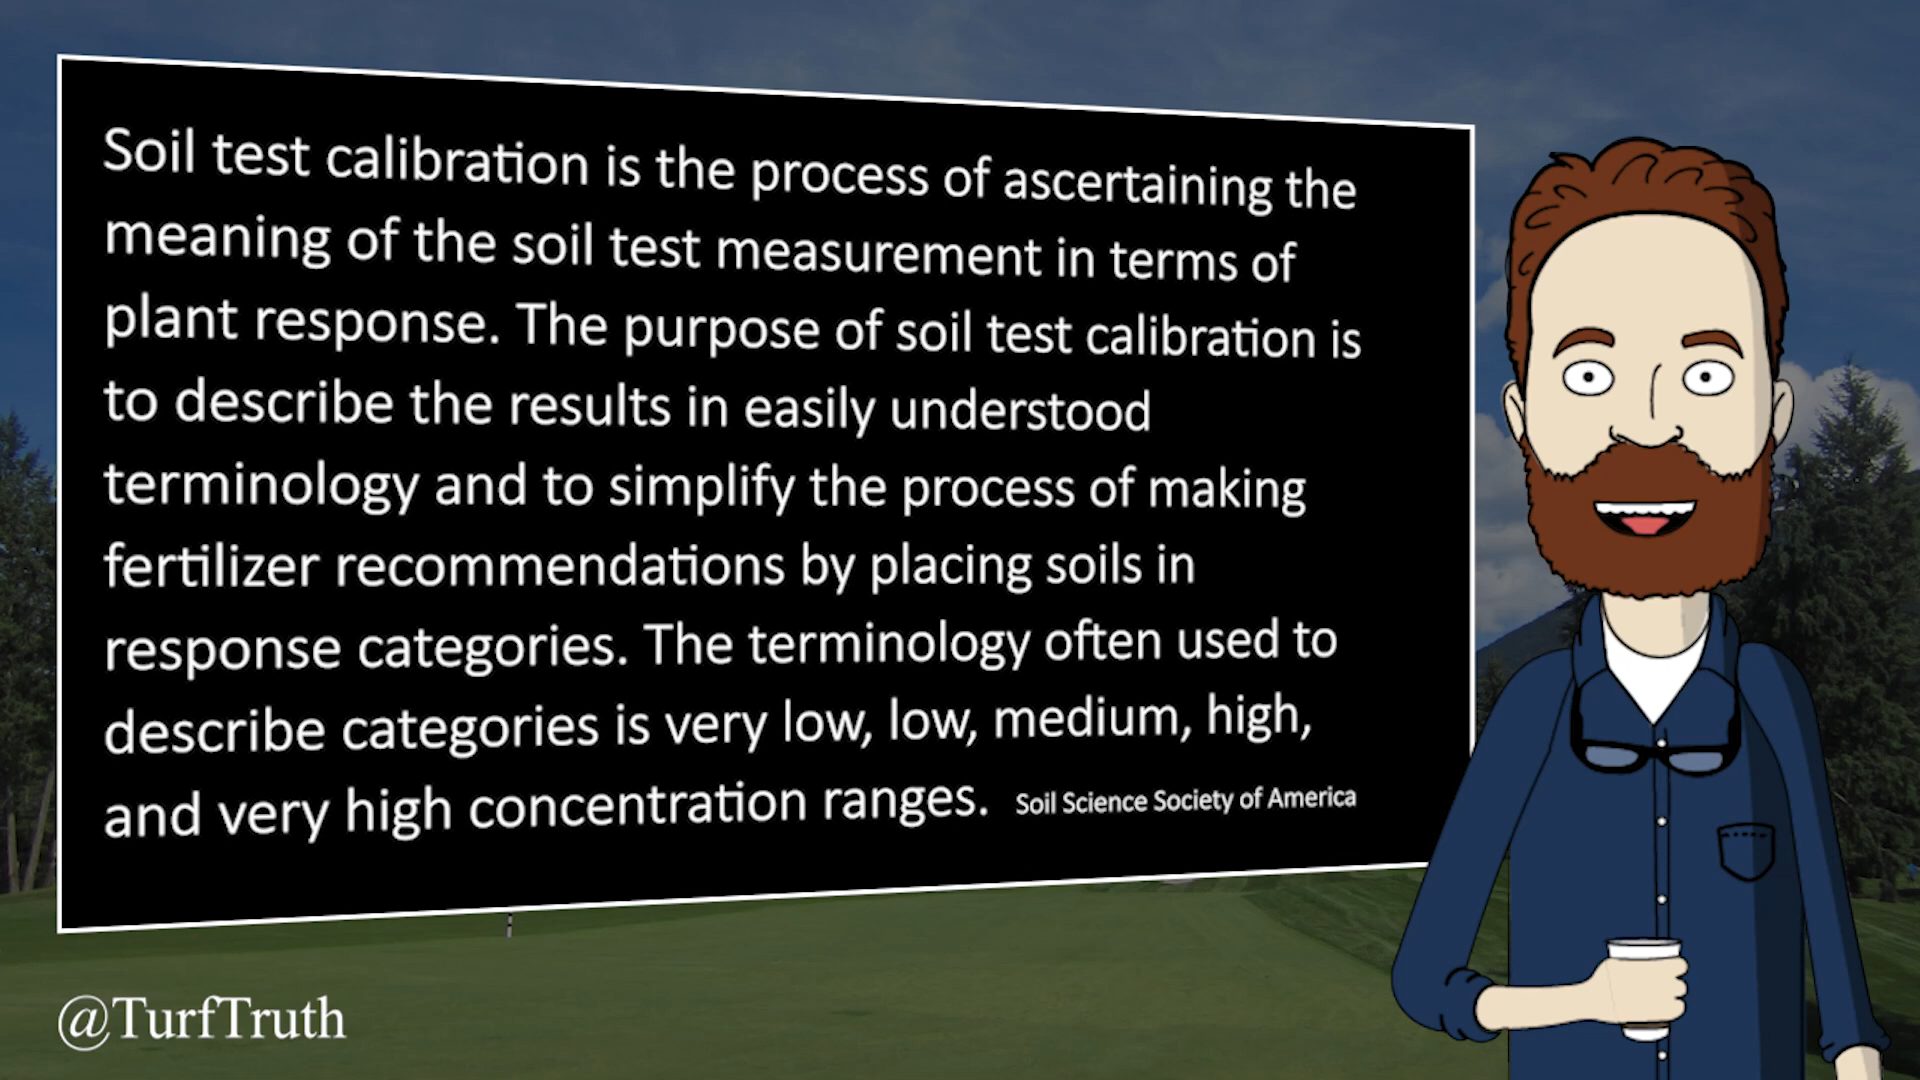 Soil test calibration is the process of ascertaining the
meaning of the soil test measurement in terms of
plant response. The purpose of soil test calibration is
to describe the results in easily understood
terminology and to simplify the process of making
fertilizer recommendations by placing soils in
response categories. The terminology often used to
describe categories is very low, low, medium, high,
and very high concentration ranges. Soil Science Society of America
@TurfTruth